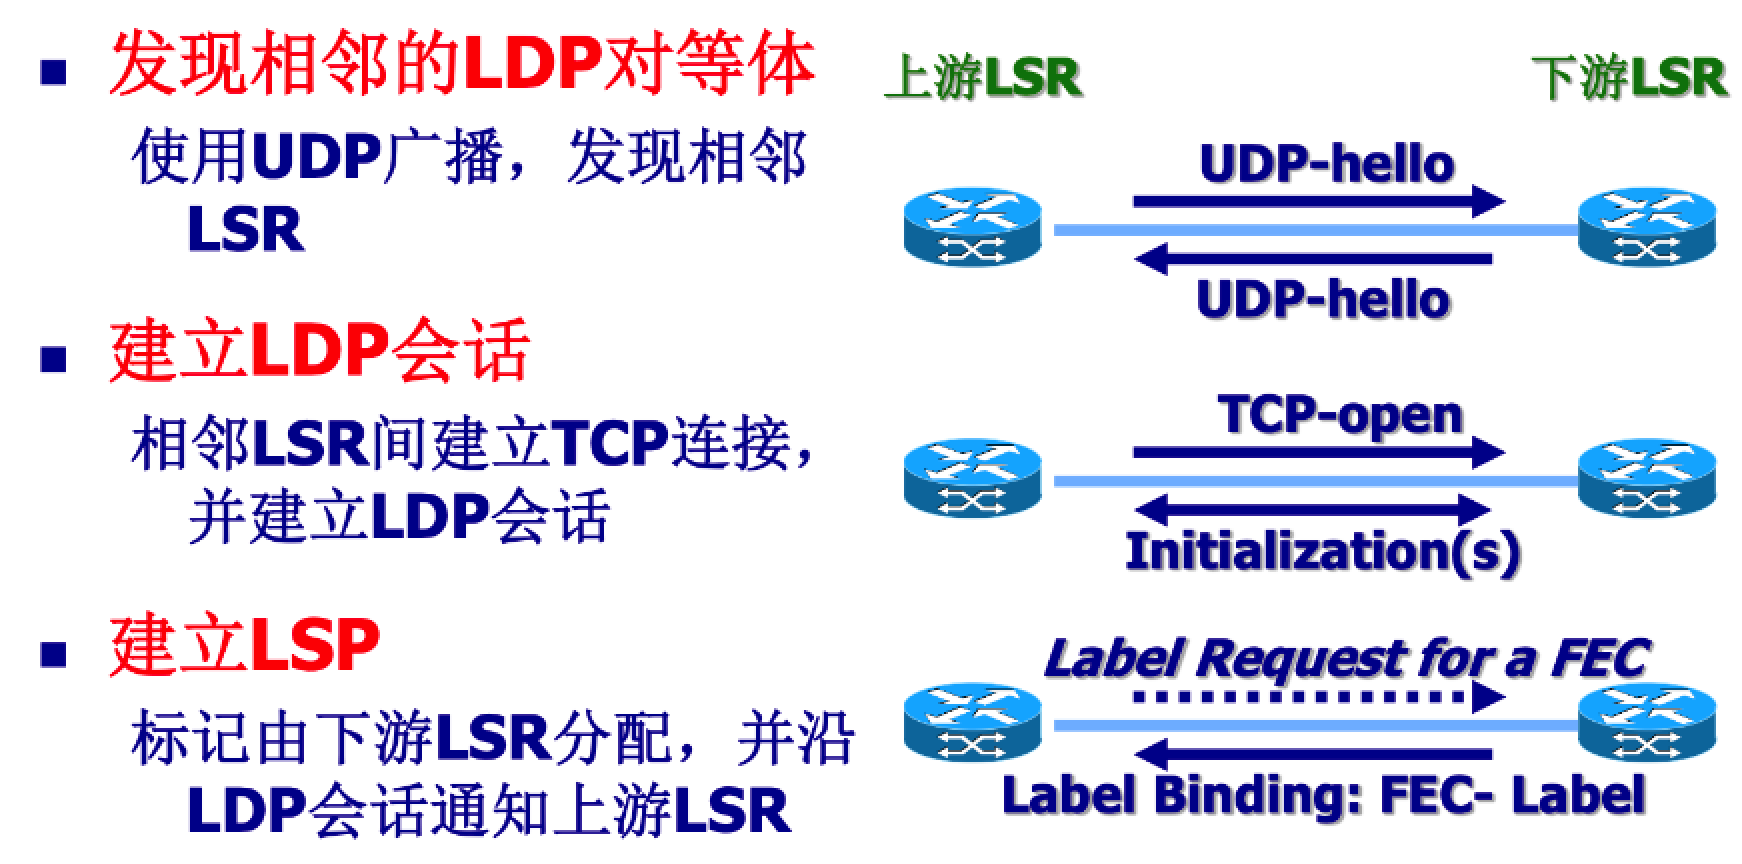 发现相邻的LDP对等体
使用UDP广播，发现相邻
LSR
建立LDP会话
相邻LSR间建立TCP连接，
并建立LDP会话
建立LSP
标记由下游LSR分配，并沿
LDP会话通知上游LSR
上游LSR
下游LSR
UDP-hello
UDP-hello
TCP-open
Initialization(s)
Label Request for a FEC
Label Binding: FEC- Label